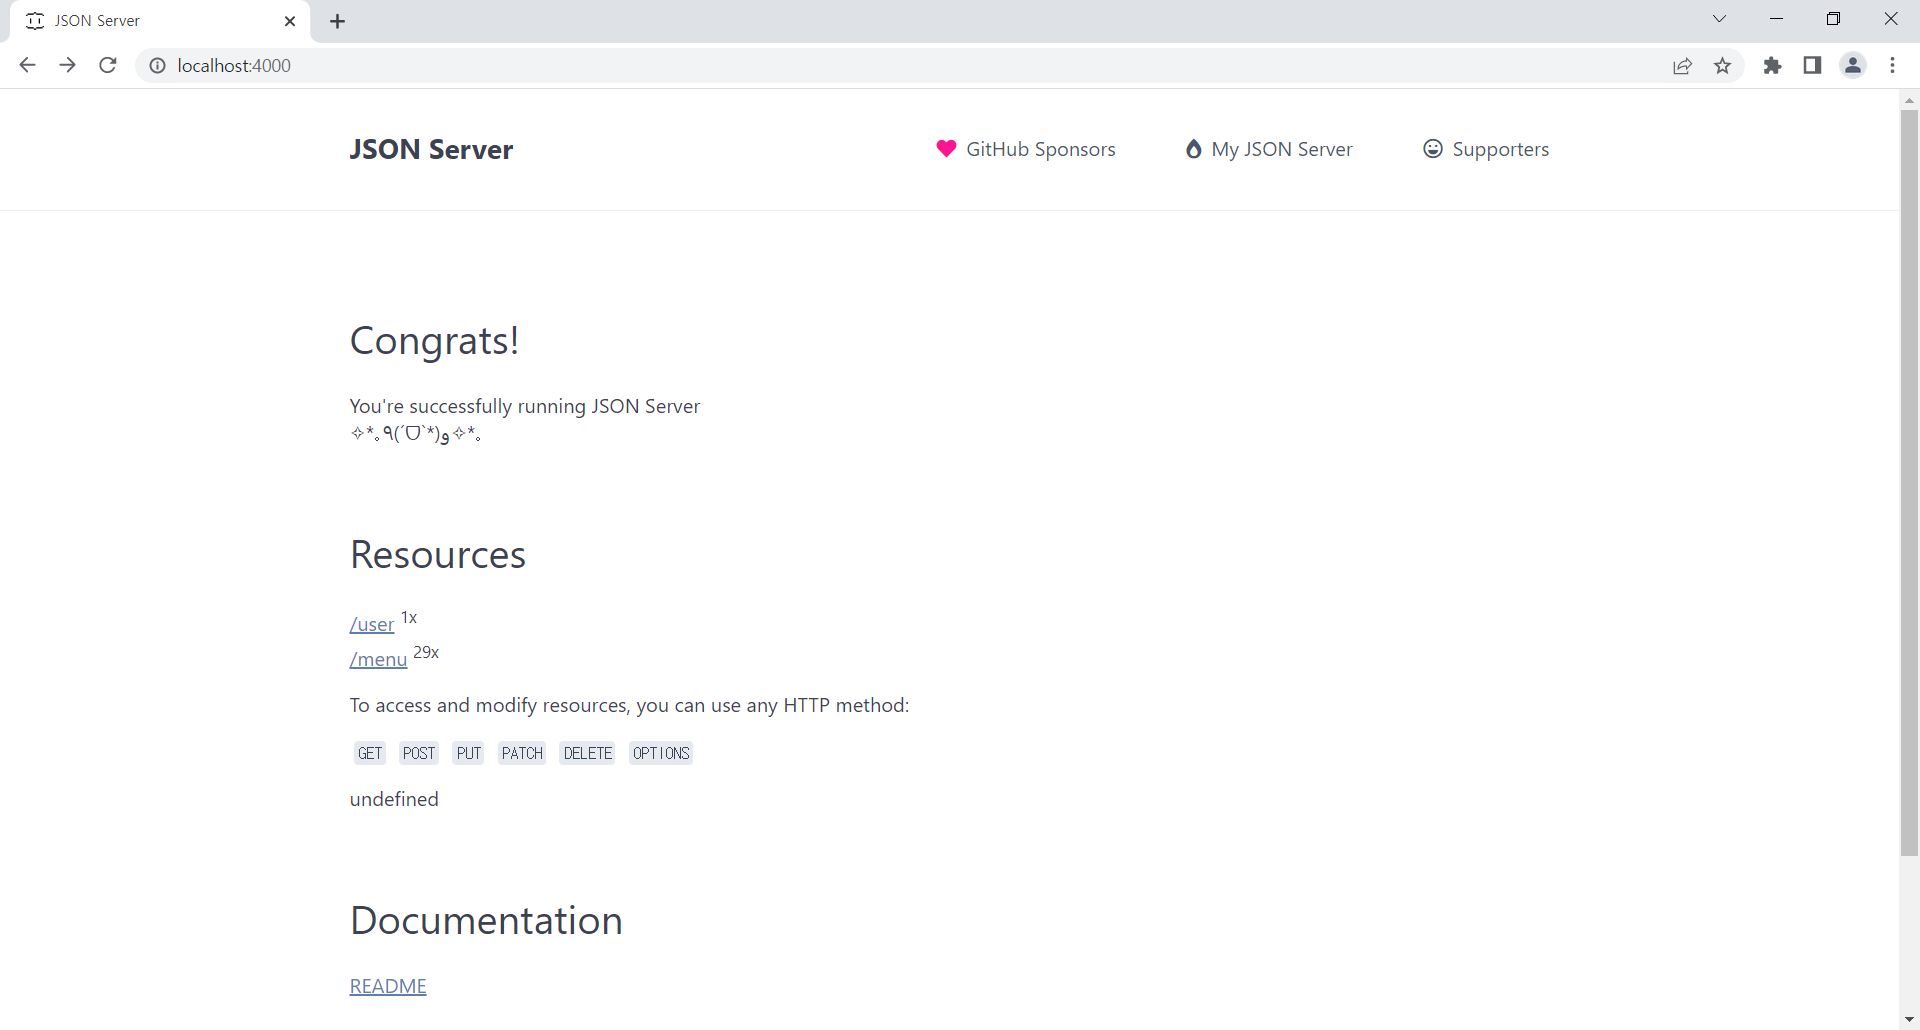 JSON Server
localhost:4000
JSON Server
GitHub Sponsors
My JSON Server
Supporters
Congrats!
You're successfully running JSON Server
✧*｡٩(ˊᗜˋ*)و✧*｡
Resources
/user 1x
/menu 29x
To access and modify resources, you can use any HTTP method:
GET POST PUT PATCH DELETE OPTIONS
undefined
Documentation
README